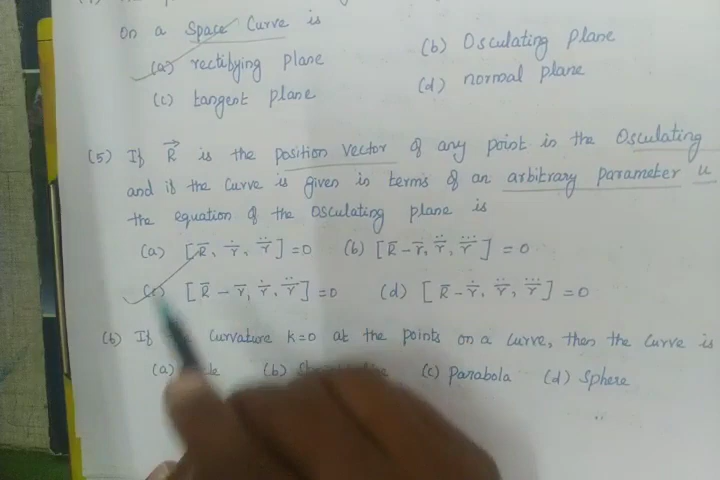 on a Space Curve is
(a) rectifying plane (b) Osculating plane
(c) tangent plane (d) normal plane
(5) If R⃗ is the position vector of any point in the Osculating
and if the curve is given in terms of an arbitrary parameter u
the equation of the osculating plane is
(a) [R̅, ṙ̅, r̈̅] = 0 (b) [R̅ - r̅, r̈̅, r⃛̅] = 0
(c) [R̅ - r̅, ṙ̅, r̈̅] = 0 (d) [R̅ - ṙ̅, r̈̅, r⃛̅] = 0
(6) If curvature K=0 at the points on a curve, then the curve is
(a) (b) (c) Parabola (d) Sphere